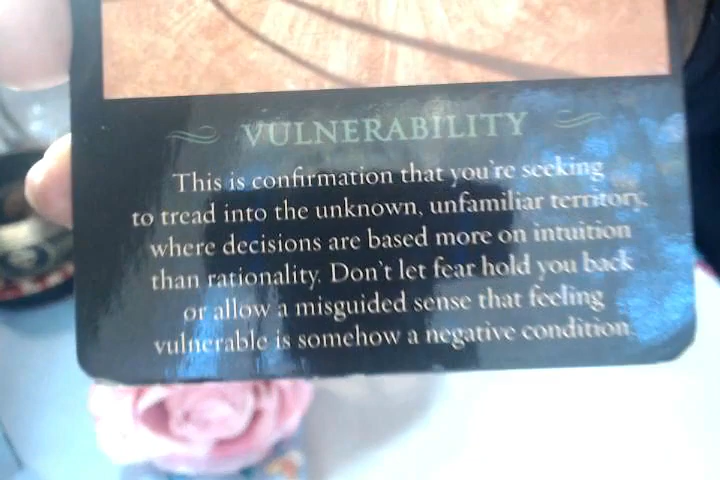 VULNERABILITY
This is confirmation that you're seeking
to tread into the unknown, unfamiliar territory,
where decisions are based more on intuition
than rationality. Don't let fear hold you back
or allow a misguided sense that feeling
vulnerable is somehow a negative condition.